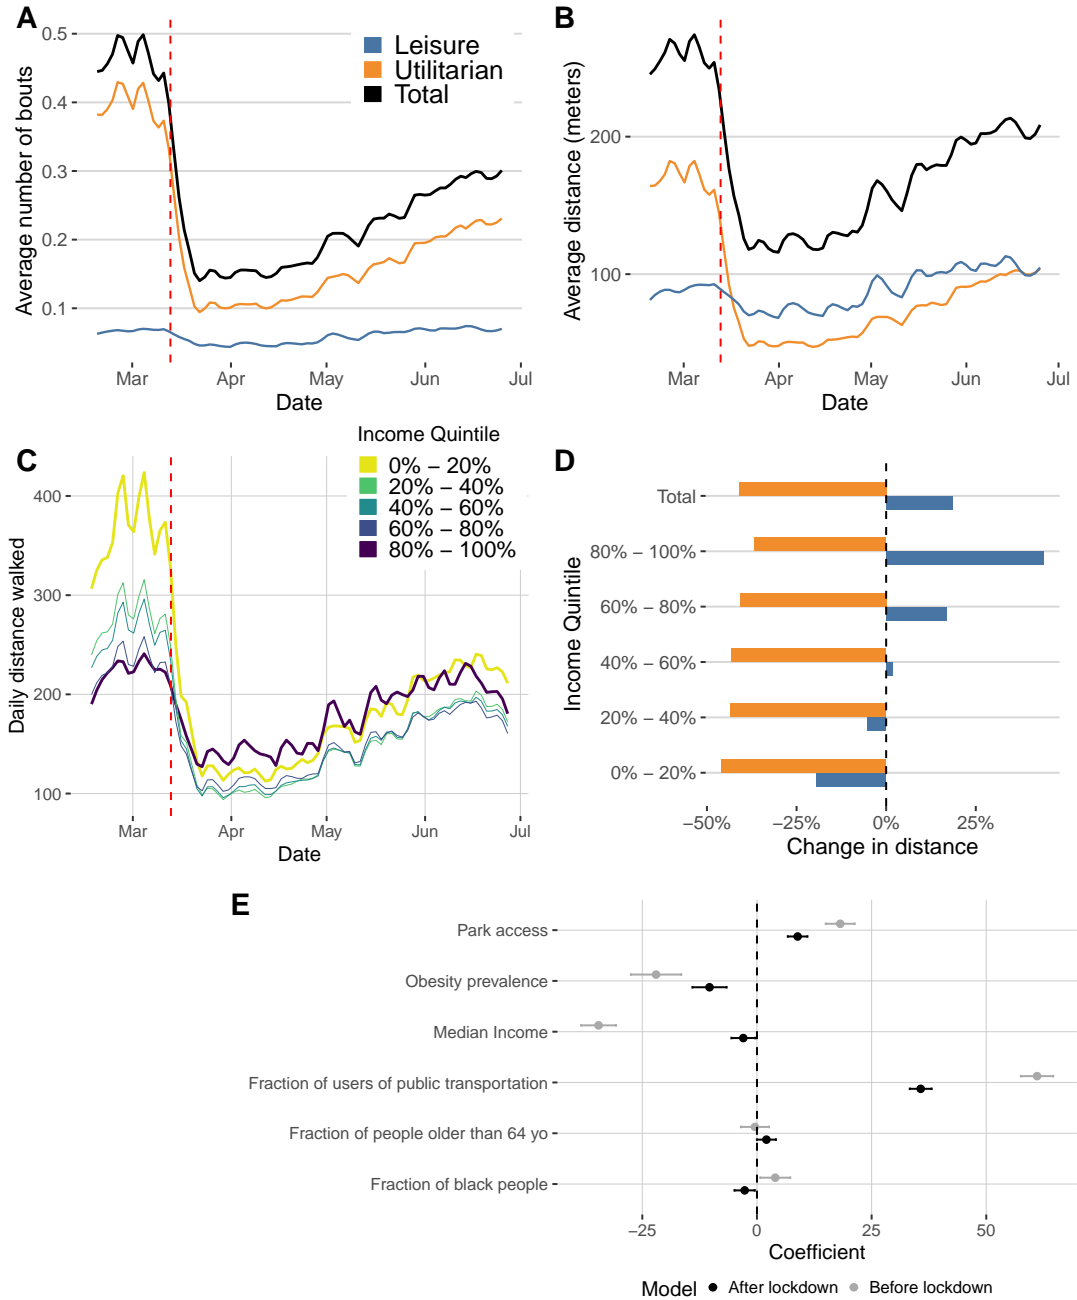 A
Average number of bouts
0.5
0.4
0.3
0.2
0.1
Leisure
Utilitarian
Total
Mar
Apr
May
Jun
Jul
Date
B
Average distance (meters)
200
100
Mar
Apr
May
Jun
Jul
Date
C
Daily distance walked
400
300
200
100
Income Quintile
0% − 20%
20% − 40%
40% − 60%
60% − 80%
80% − 100%
Mar
Apr
May
Jun
Jul
Date
D
Income Quintile
Total
80% − 100%
60% − 80%
40% − 60%
20% − 40%
0% − 20%
−50%
−25%
0%
25%
Change in distance
E
Park access
Obesity prevalence
Median Income
Fraction of users of public transportation
Fraction of people older than 64 yo
Fraction of black people
−25
0
25
50
Coefficient
Model
After lockdown
Before lockdown